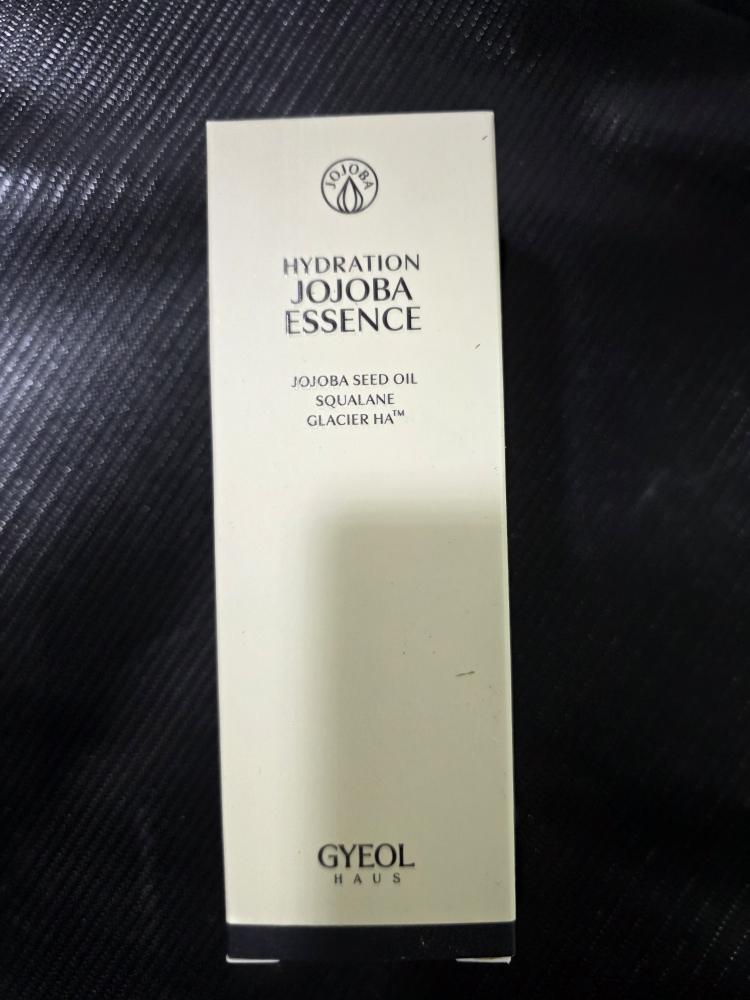 JOJOBA
HYDRATION
JOJOBA
ESSENCE
JOJOBA SEED OIL
SQUALANE
GLACIER HA™
GYEOL
HAUS